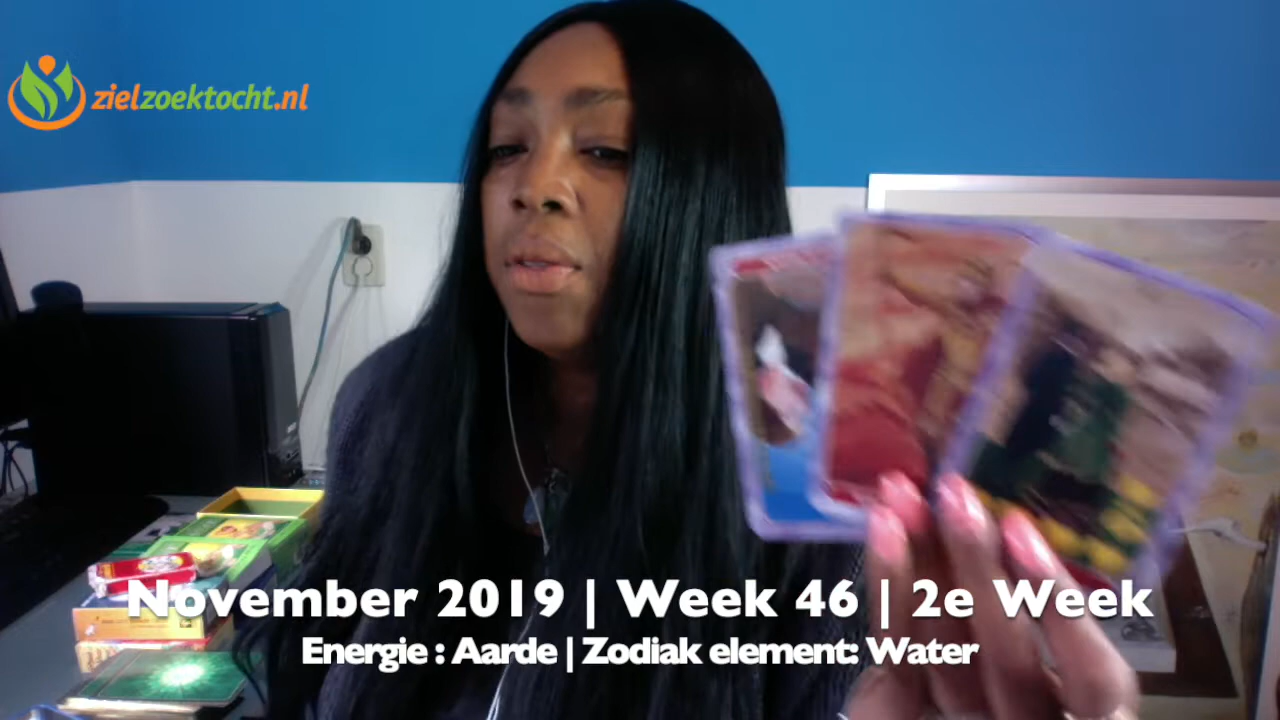 zielzoektocht.nl
November 2019 | Week 46 | 2e Week
Energie : Aarde | Zodiak element: Water